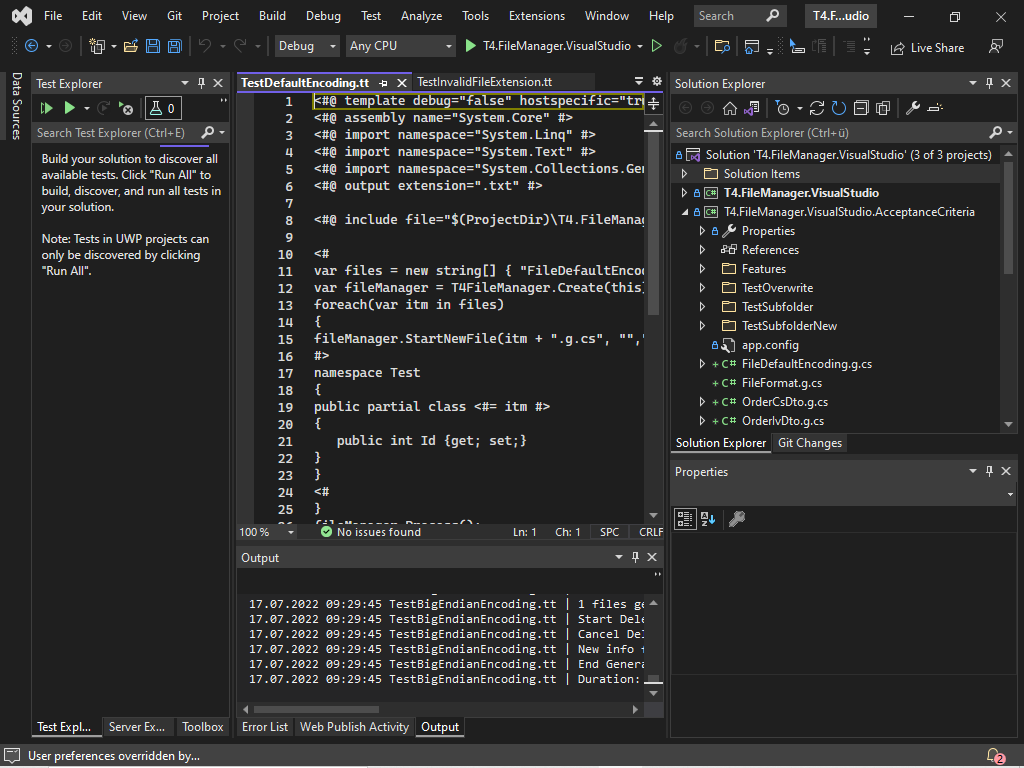 File Edit View Git Project Build Debug Test Analyze Tools Extensions Window Help Search T4.F...udio
Debug Any CPU T4.FileManager.VisualStudio Live Share
Data Sources
Test Explorer
0
Search Test Explorer (Ctrl+E)
Build your solution to discover all
available tests. Click "Run All" to
build, discover, and run all tests in
your solution.
Note: Tests in UWP projects can
only be discovered by clicking
"Run All".
Test Expl... Server Ex... Toolbox
TestDefaultEncoding.tt TestInvalidFileExtension.tt
1 <#@ template debug="false" hostspecific="tru
2 <#@ assembly name="System.Core" #>
3 <#@ import namespace="System.Linq" #>
4 <#@ import namespace="System.Text" #>
5 <#@ import namespace="System.Collections.Gen
6 <#@ output extension=".txt" #>
7
8 <#@ include file="$(ProjectDir)\T4.FileManag
9
10 <#
11 var files = new string[] { "FileDefaultEncod
12 var fileManager = T4FileManager.Create(this)
13 foreach(var itm in files)
14 {
15 fileManager.StartNewFile(itm + ".g.cs", "","
16 #>
17 namespace Test
18 {
19 public partial class <#= itm #>
20 {
21 public int Id {get; set;}
22 }
23 }
24 <#
25 }
26 fileManager.Process();
100 % No issues found Ln: 1 Ch: 1 SPC CRLF
Output
17.07.2022 09:29:45 TestBigEndianEncoding.tt | 1 files ge
17.07.2022 09:29:45 TestBigEndianEncoding.tt | Start Dele
17.07.2022 09:29:45 TestBigEndianEncoding.tt | Cancel Del
17.07.2022 09:29:45 TestBigEndianEncoding.tt | New info f
17.07.2022 09:29:45 TestBigEndianEncoding.tt | End Genera
17.07.2022 09:29:45 TestBigEndianEncoding.tt | Duration:
Error List Web Publish Activity Output
Solution Explorer
Search Solution Explorer (Ctrl+ü)
Solution 'T4.FileManager.VisualStudio' (3 of 3 projects)
Solution Items
C# T4.FileManager.VisualStudio
C# T4.FileManager.VisualStudio.AcceptanceCriteria
Properties
References
Features
TestOverwrite
TestSubfolder
TestSubfolderNew
app.config
+ C# FileDefaultEncoding.g.cs
+ C# FileFormat.g.cs
+ C# OrderCsDto.g.cs
+ C# OrderIvDto.g.cs
Solution Explorer Git Changes
Properties
User preferences overridden by... 2